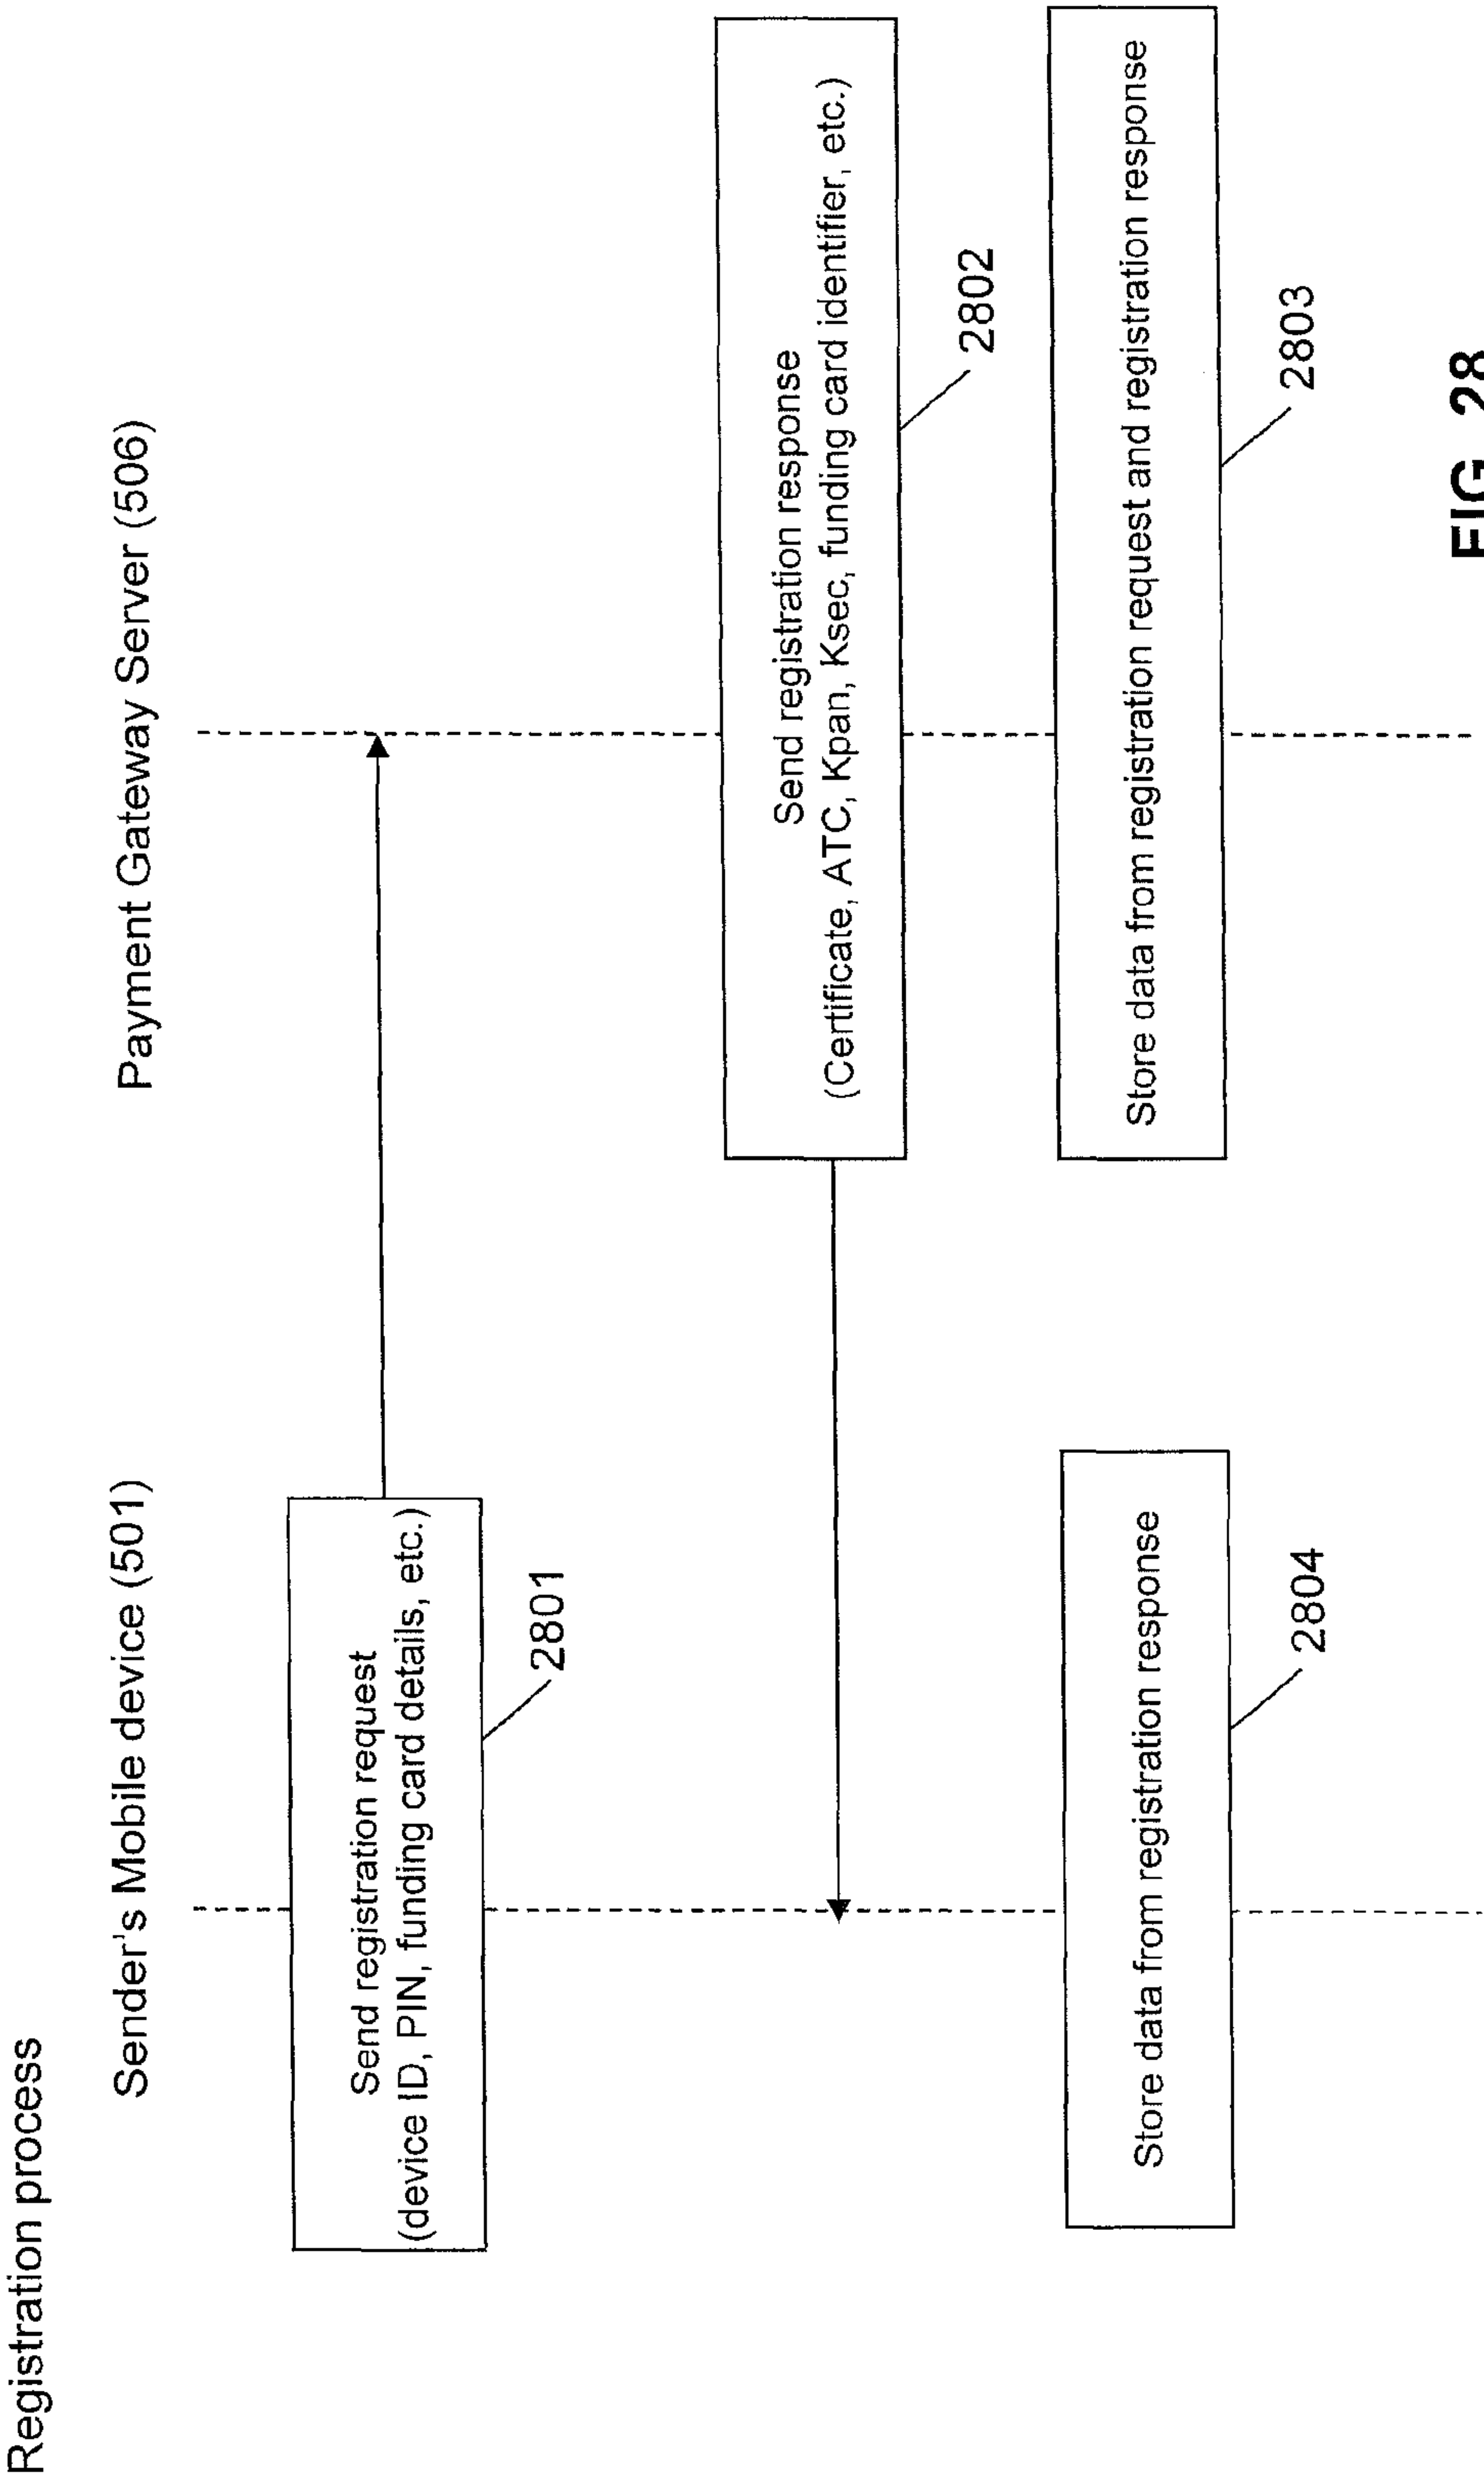 Registration process
Sender's Mobile device (501)
Payment Gateway Server (506)
Send registration request
(device ID, PIN, funding card details, etc.)
2801
Send registration response
(Certificate, ATC, Kpan, Ksec, funding card identifier, etc.)
2802
Store data from registration request and registration response
2803
Store data from registration response
2804
FIG. 28